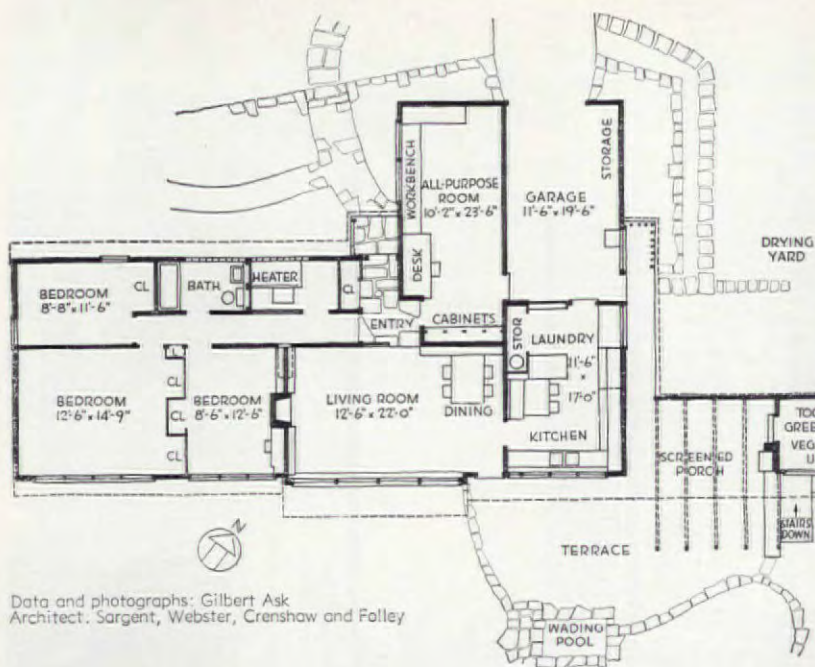 WORKBENCH
ALL-PURPOSE
ROOM
10'-2" x 23'-6"
DESK
CABINETS
GARAGE
11'-6" x 19'-6"
STORAGE
DRYING
YARD
BEDROOM
8'-8" x 11'-6"
CL
BATH
HEATER
CL
ENTRY
STOR
LAUNDRY
11'-6"
x
17'-0"
KITCHEN
BEDROOM
12'-6" x 14'-9"
L
CL
CL
CL
BEDROOM
8'-6" x 12'-6"
LIVING ROOM
12'-6" x 22'-0"
DINING
SCREENED
PORCH
STAIRS
DOWN
TERRACE
WADING
POOL
N
Data and photographs: Gilbert Ask
Architect: Sargent, Webster, Crenshaw and Folley